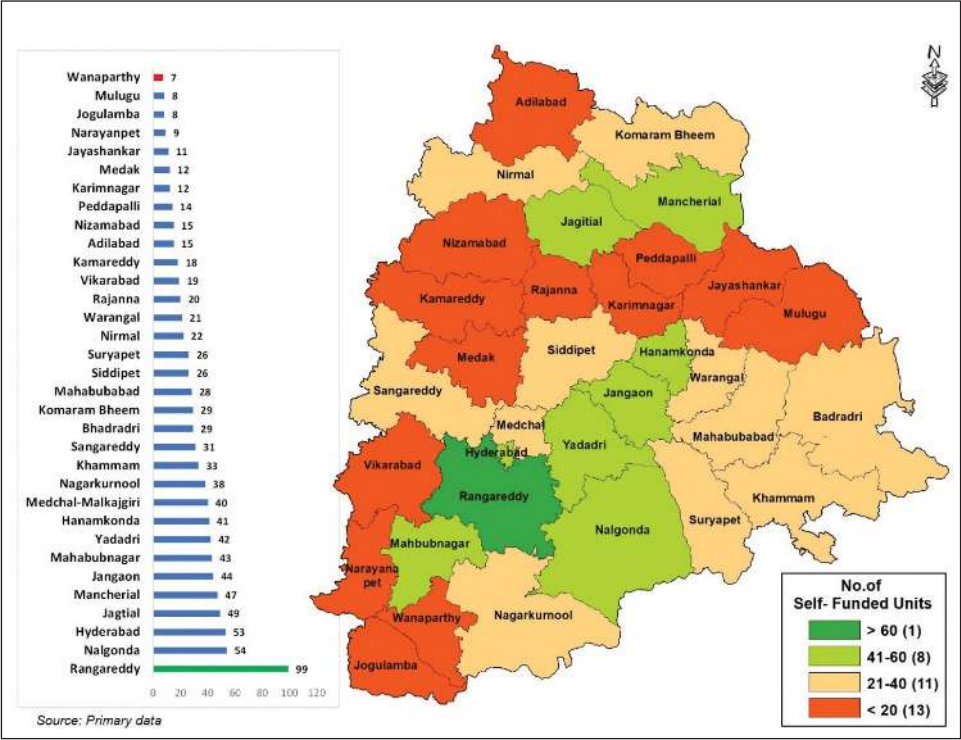 Wanaparthy 7
Mulugu 8
Jogulamba 8
Narayanpet 9
Jayashankar 11
Medak 12
Karimnagar 12
Peddapalli 14
Nizamabad 15
Adilabad 15
Kamareddy 18
Vikarabad 19
Rajanna 20
Warangal 21
Nirmal 22
Suryapet 26
Siddipet 26
Mahabubabad 28
Komaram Bheem 29
Bhadradri 29
Sangareddy 31
Khammam 33
Nagarkurnool 38
Medchal-Malkajgiri 40
Hanamkonda 41
Yadadri 42
Mahabubnagar 43
Jangaon 44
Mancherial 47
Jagtial 49
Hyderabad 53
Nalgonda 54
Rangareddy 99
0 20 40 60 80 100 120
Source: Primary data
N
Adilabad
Komaram Bheem
Nirmal
Mancherial
Jagitial
Nizamabad
Peddapalli
Jayashankar
Rajanna
Kamareddy
Karimnagar
Mulugu
Hanamkonda
Siddipet
Medak
Warangal
Sangareddy
Jangaon
Badradri
Medchal
Mahabubabad
Yadadri
Hyderabad
Vikarabad
Rangareddy
Khammam
Suryapet
Nalgonda
Mahbubnagar
Narayana
pet
Nagarkurnool
Wanaparthy
Jogulamba
No.of
Self- Funded Units
> 60 (1)
41-60 (8)
21-40 (11)
< 20 (13)